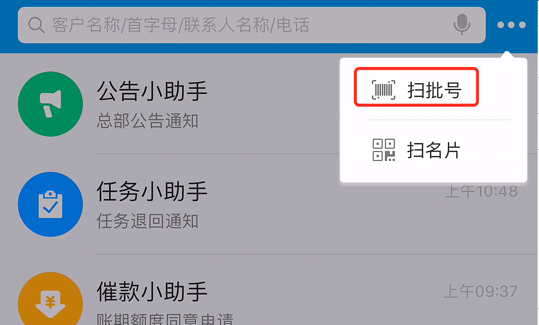 客户名称/首字母/联系人名称/电话
扫批号
扫名片
公告小助手
总部公告通知
任务小助手
上午10:48
任务退回通知
催款小助手
上午09:37
账期额度同意申请